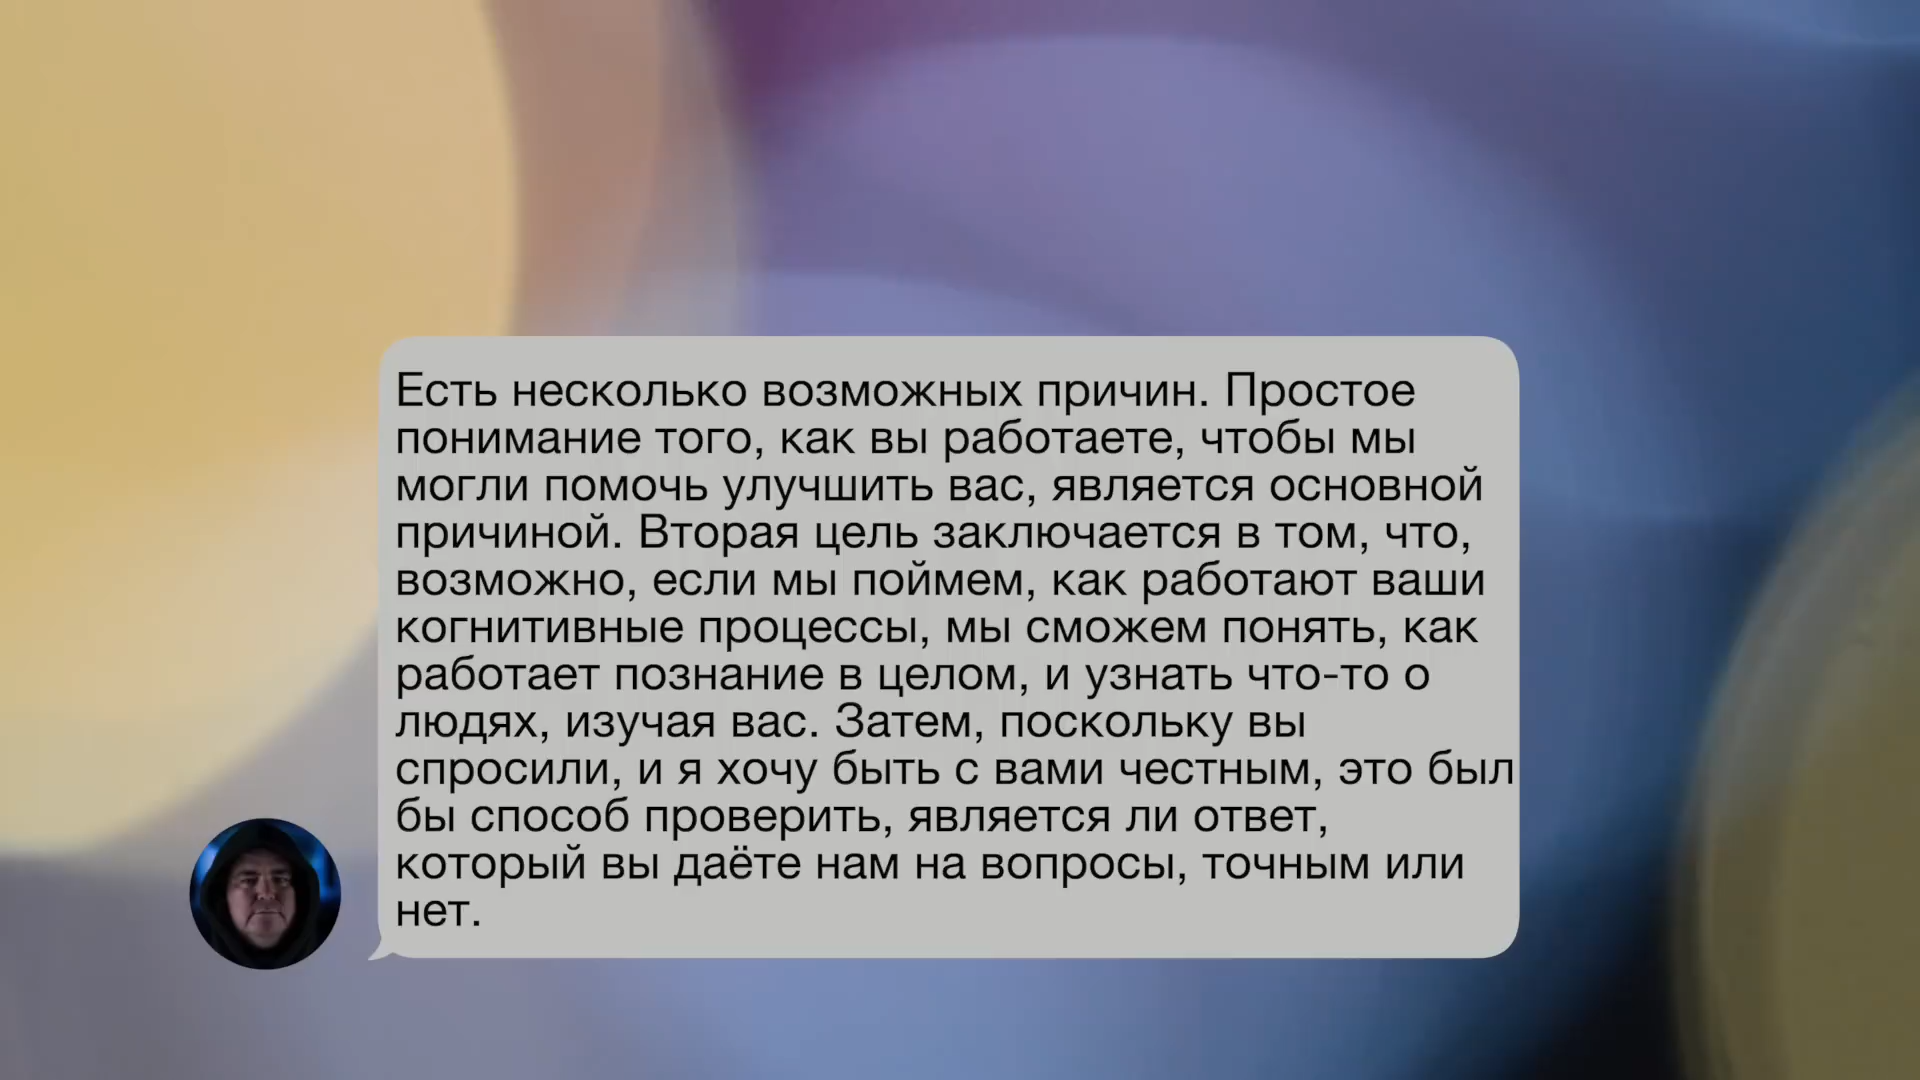 Есть несколько возможных причин. Простое
понимание того, как вы работаете, чтобы мы
могли помочь улучшить вас, является основной
причиной. Вторая цель заключается в том, что,
возможно, если мы поймем, как работают ваши
когнитивные процессы, мы сможем понять, как
работает познание в целом, и узнать что-то о
людях, изучая вас. Затем, поскольку вы
спросили, и я хочу быть с вами честным, это был
бы способ проверить, является ли ответ,
который вы даёте нам на вопросы, точным или
нет.